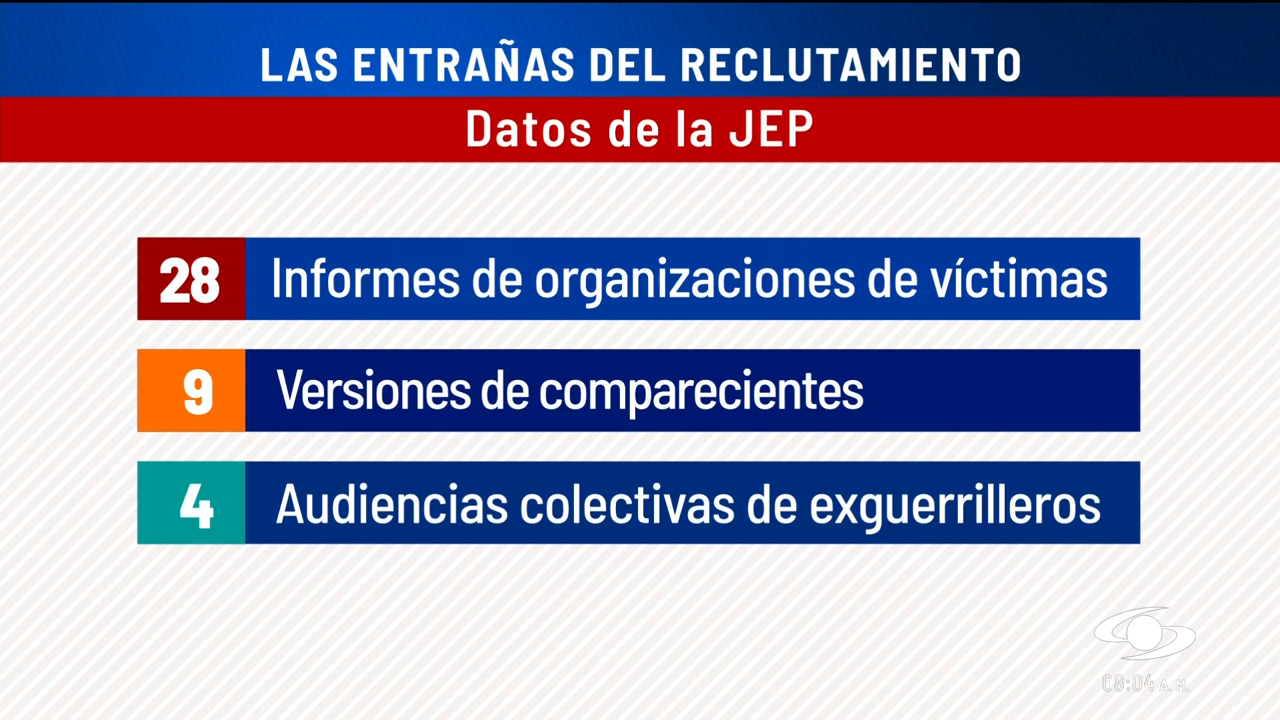 LAS ENTRAÑAS DEL RECLUTAMIENTO
Datos de la JEP
28 Informes de organizaciones de víctimas
9 Versiones de comparecientes
4 Audiencias colectivas de exguerrilleros
08:04 A. M.